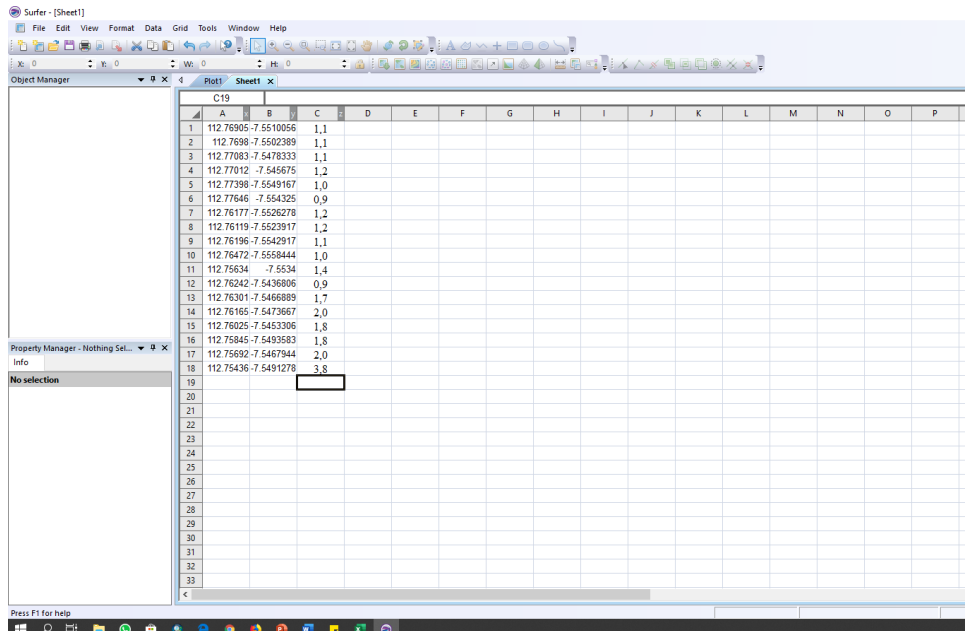 Surfer - [Sheet1]
File Edit View Format Data Grid Tools Window Help
X: 0 Y: 0 W: 0 H: 0
Object Manager
Plot1 Sheet1
C19
A x B y C z D E F G H I J K L M N O P
1 112.76905 -7.5510056 1,1
2 112.7698 -7.5502389 1,1
3 112.77083 -7.5478333 1,1
4 112.77012 -7.545675 1,2
5 112.77398 -7.5549167 1,0
6 112.77646 -7.554325 0,9
7 112.76177 -7.5526278 1,2
8 112.76119 -7.5523917 1,2
9 112.76196 -7.5542917 1,1
10 112.76472 -7.5558444 1,0
11 112.75634 -7.5534 1,4
12 112.76242 -7.5436806 0,9
13 112.76301 -7.5466889 1,7
14 112.76165 -7.5473667 2,0
15 112.76025 -7.5453306 1,8
16 112.75845 -7.5493583 1,8
17 112.75692 -7.5467944 2,0
18 112.75436 -7.5491278 3,8
19
20
21
22
23
24
25
26
27
28
29
30
31
32
33
Property Manager - Nothing Sel...
Info
No selection
Press F1 for help